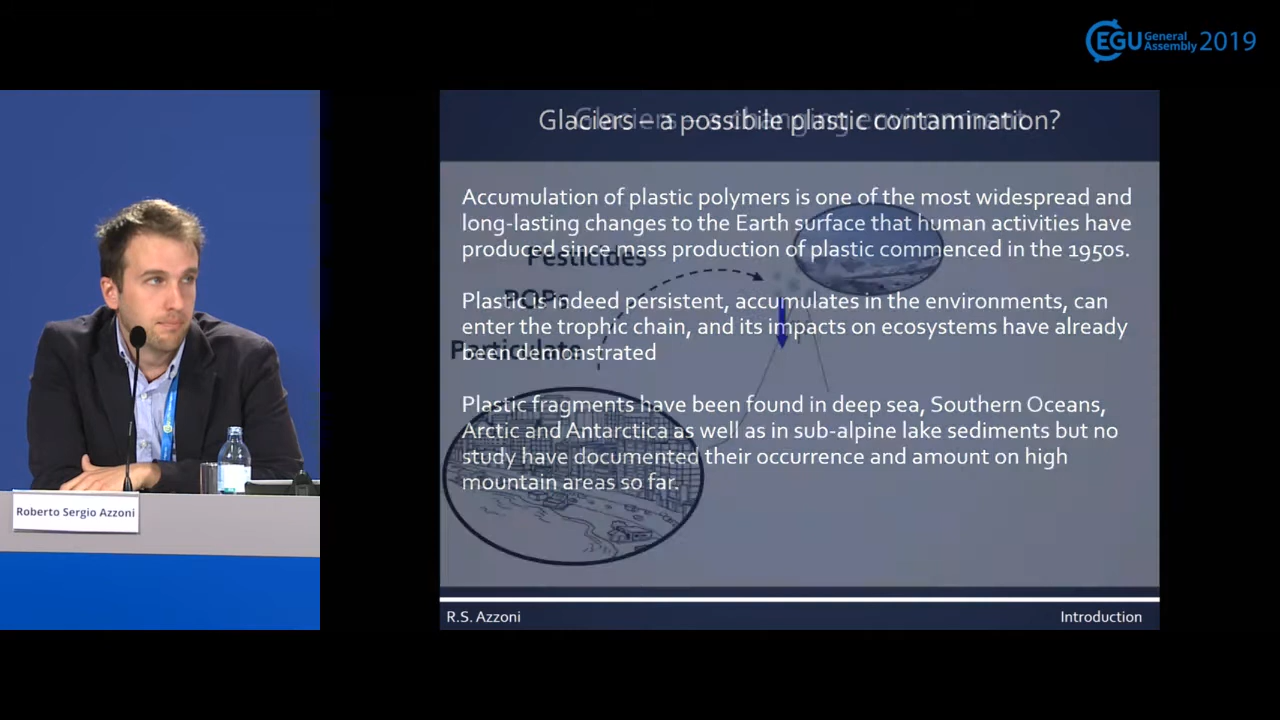 EGU General Assembly 2019
Glaciers – a possibile plastic contamination?
Glaciers – a changing environment
Accumulation of plastic polymers is one of the most widespread and
long-lasting changes to the Earth surface that human activities have
produced since mass production of plastic commenced in the 1950s.
Pesticides
POPs
Plastic is indeed persistent, accumulates in the environments, can
enter the trophic chain, and its impacts on ecosystems have already
been demonstrated
Particulate
Plastic fragments have been found in deep sea, Southern Oceans,
Arctic and Antarctica as well as in sub-alpine lake sediments but no
study have documented their occurrence and amount on high
mountain areas so far.
Roberto Sergio Azzoni
R.S. Azzoni
Introduction